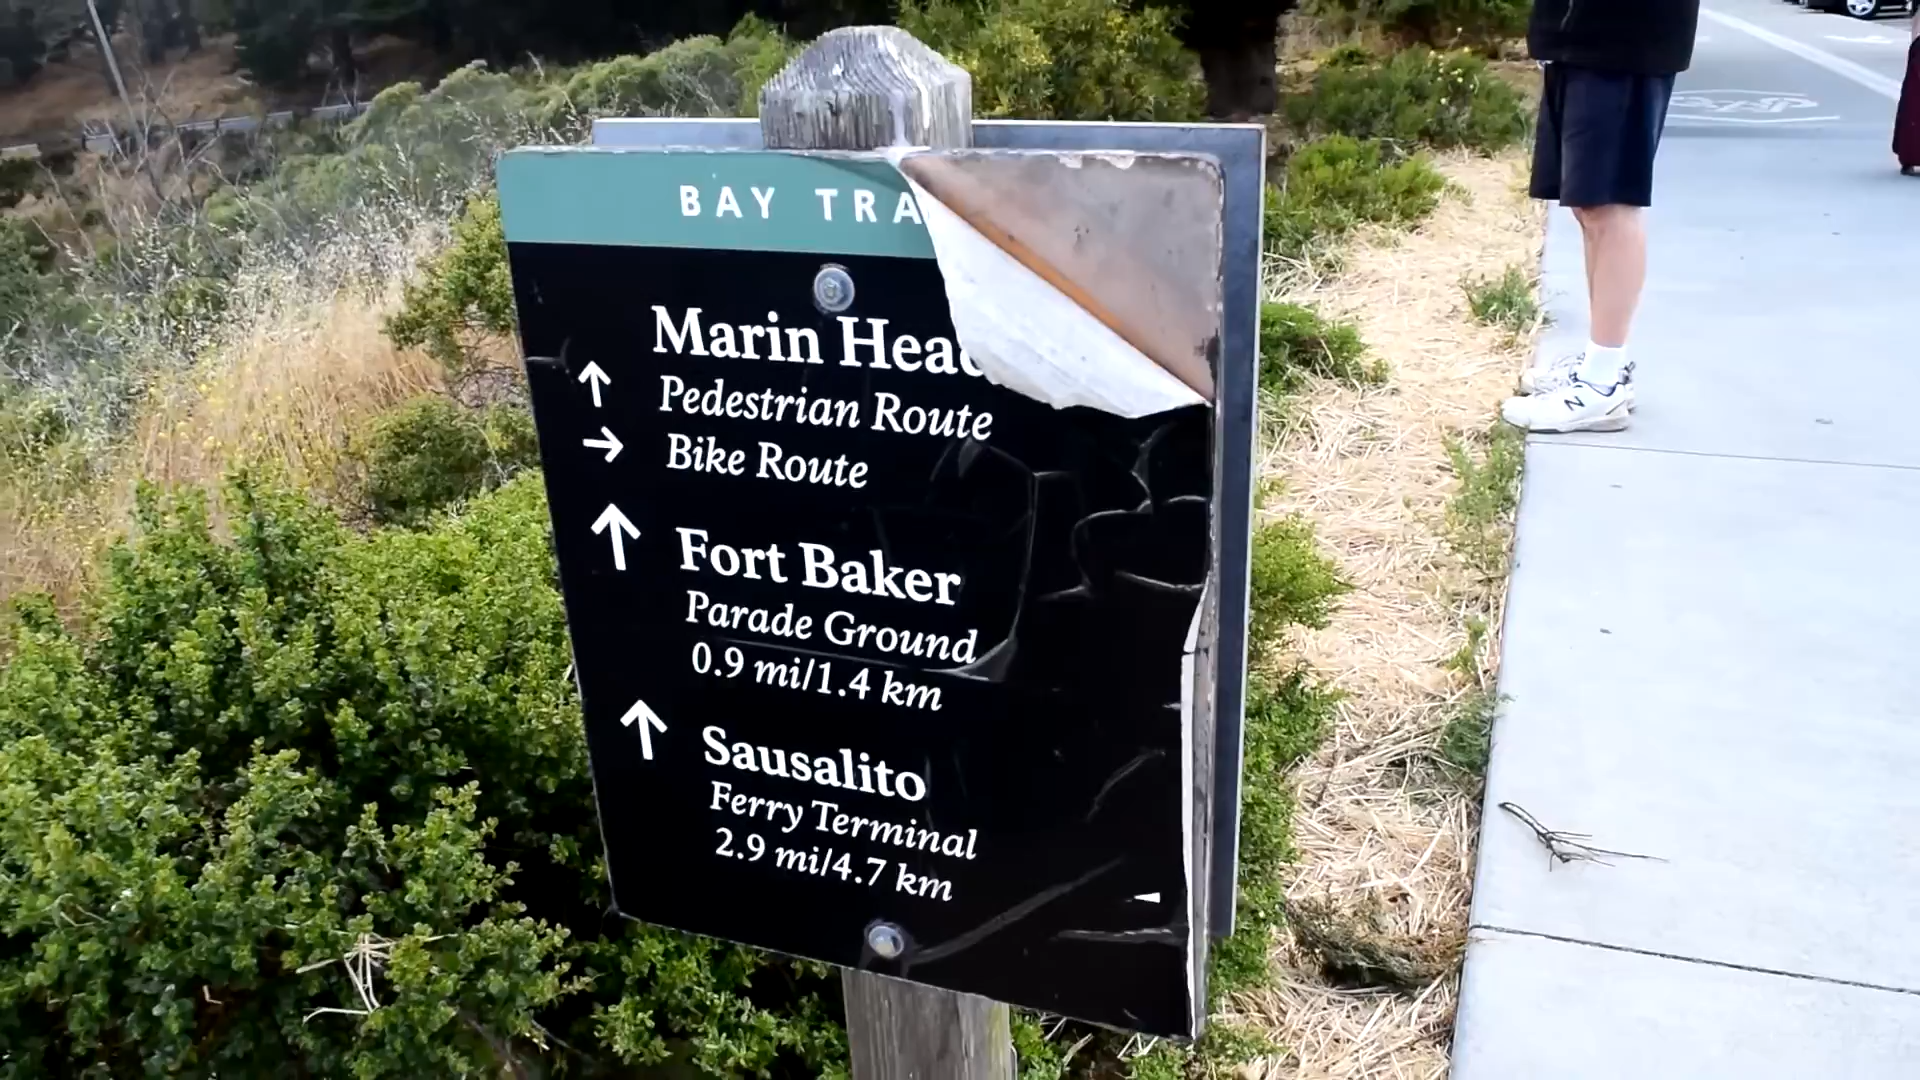 BAY TRA
Marin Hea
↑ Pedestrian Route
→ Bike Route
↑ Fort Baker
Parade Ground
0.9 mi/1.4 km
↑ Sausalito
Ferry Terminal
2.9 mi/4.7 km
N